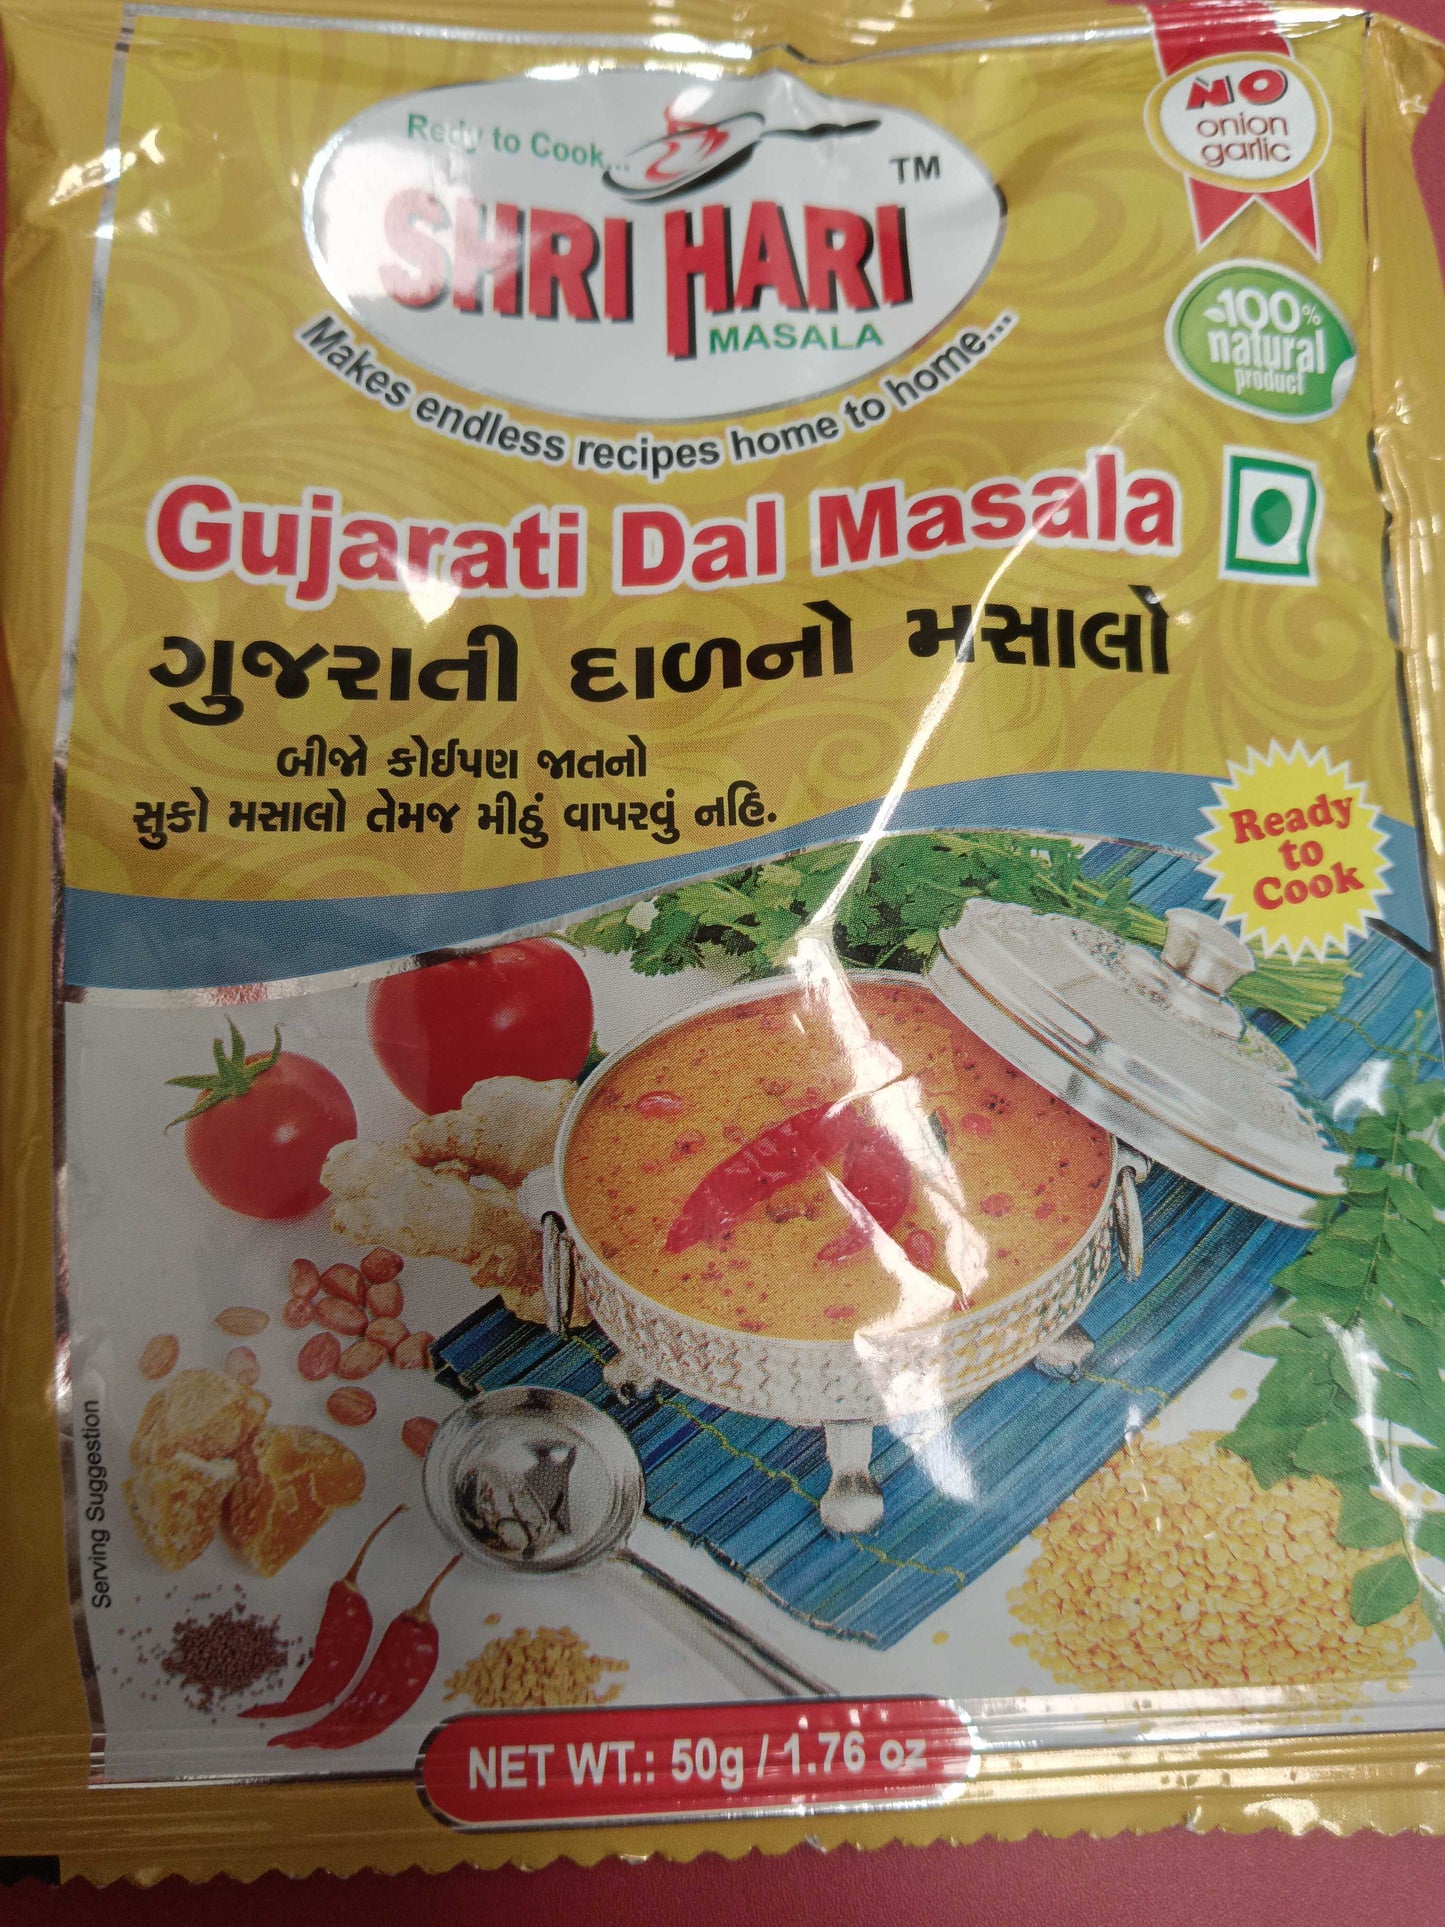 Redy to Cook...
SHRI HARI
TM
MASALA
Makes endless recipes home to home...
NO
onion
garlic
100%
natural
product
Gujarati Dal Masala
ગુજરાતી દાળનો મસાલો
બીજો કોઈપણ જાતનો
સુકો મસાલો તેમજ મીઠું વાપરવું નહિ.
Ready
to
Cook
Serving Suggestion
NET WT.: 50g / 1.76 oz